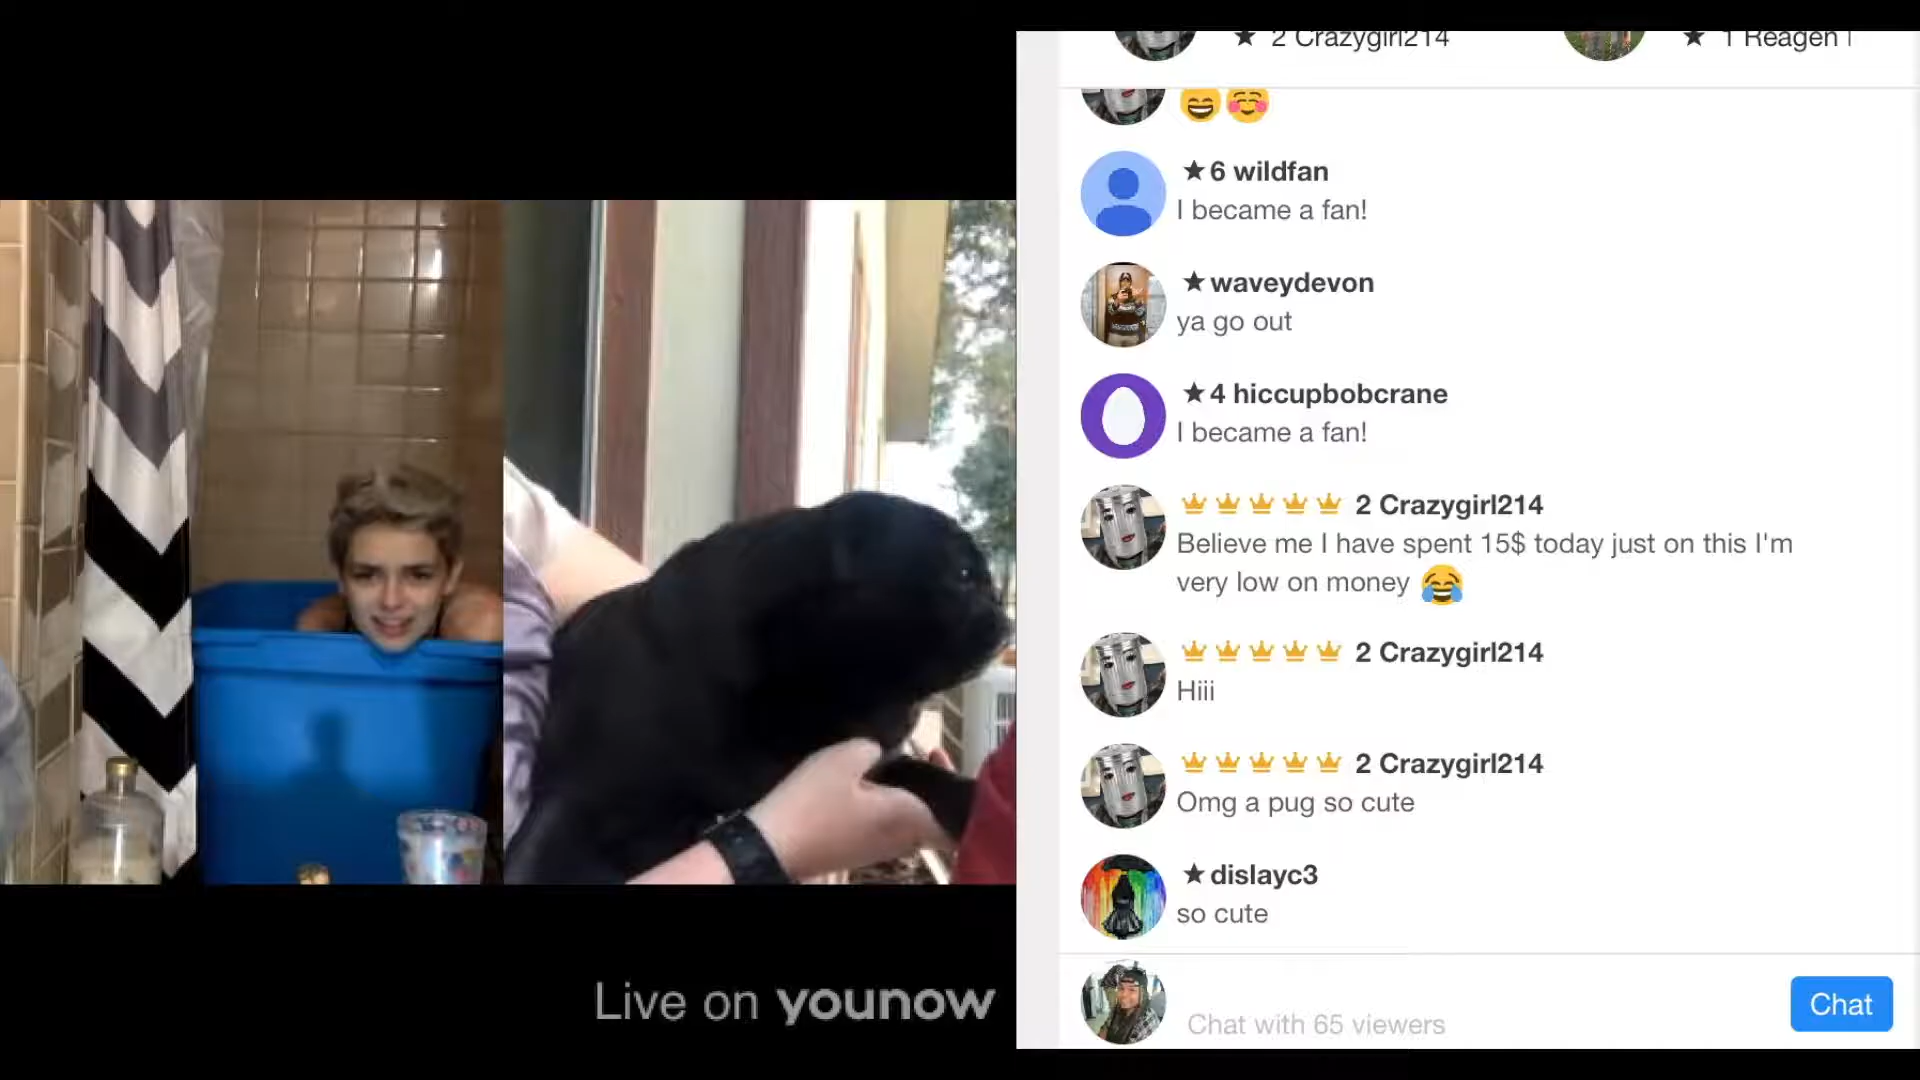 ★ 2 Crazygirl214
★ 1 Reagen
★6 wildfan
I became a fan!
★waveydevon
ya go out
★4 hiccupbobcrane
I became a fan!
2 Crazygirl214
Believe me I have spent 15$ today just on this I'm
very low on money 😂
2 Crazygirl214
Hiii
2 Crazygirl214
Omg a pug so cute
★dislayc3
so cute
Chat with 65 viewers
Chat
Live on younow